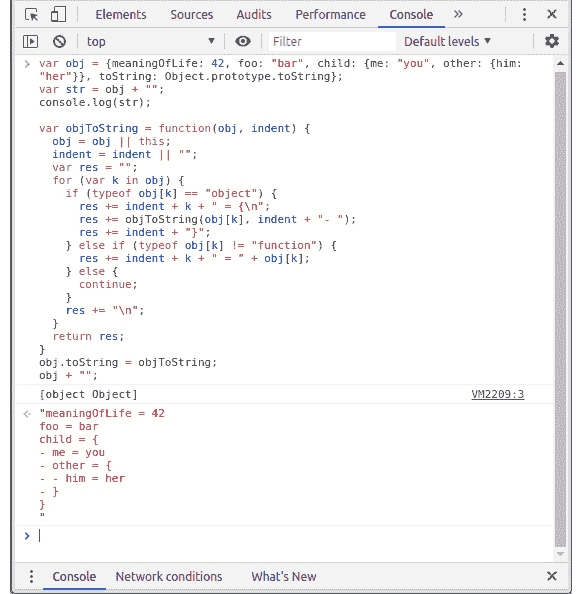 Elements Sources Audits Performance Console »
top ▼ Filter Default levels ▼
> var obj = {meaningOfLife: 42, foo: "bar", child: {me: "you", other: {him:
"her"}}, toString: Object.prototype.toString};
var str = obj + "";
console.log(str);

var objToString = function(obj, indent) {
  obj = obj || this;
  indent = indent || "";
  var res = "";
  for (var k in obj) {
    if (typeof obj[k] == "object") {
      res += indent + k + " = {\n";
      res += objToString(obj[k], indent + "- ");
      res += indent + "}";
    } else if (typeof obj[k] != "function") {
      res += indent + k + " = " + obj[k];
    } else {
      continue;
    }
    res += "\n";
  }
  return res;
}
obj.toString = objToString;
obj + "";
[object Object] VM2209:3
"meaningOfLife = 42
foo = bar
child = {
- me = you
- other = {
- - him = her
- }
}
"
>
Console Network conditions What's New